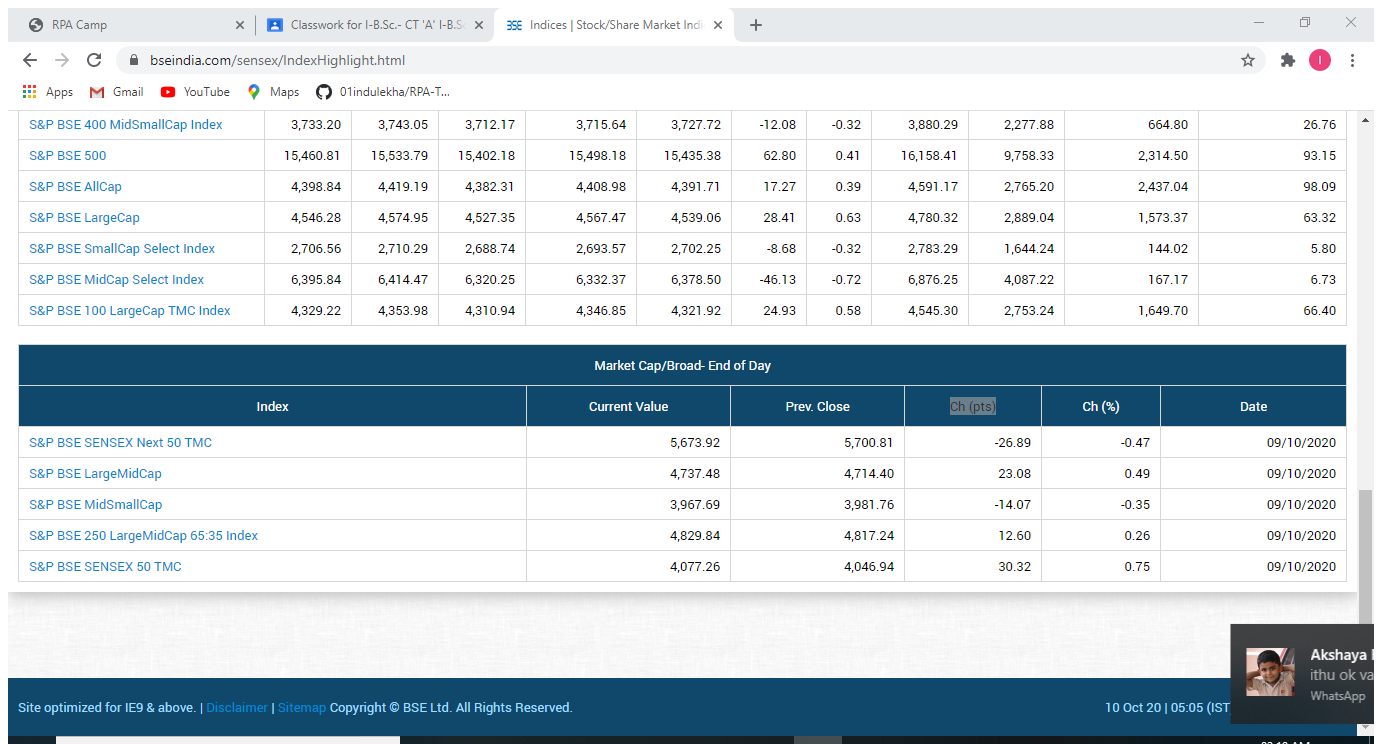 RPA Camp
Classwork for I-B.Sc.- CT 'A' I-B.Sc
BSE Indices | Stock/Share Market Indi
bseindia.com/sensex/IndexHighlight.html
I
Apps Gmail YouTube Maps 01indulekha/RPA-T...
S&P BSE 400 MidSmallCap Index 3,733.20 3,743.05 3,712.17 3,715.64 3,727.72 -12.08 -0.32 3,880.29 2,277.88 664.80 26.76
S&P BSE 500 15,460.81 15,533.79 15,402.18 15,498.18 15,435.38 62.80 0.41 16,158.41 9,758.33 2,314.50 93.15
S&P BSE AllCap 4,398.84 4,419.19 4,382.31 4,408.98 4,391.71 17.27 0.39 4,591.17 2,765.20 2,437.04 98.09
S&P BSE LargeCap 4,546.28 4,574.95 4,527.35 4,567.47 4,539.06 28.41 0.63 4,780.32 2,889.04 1,573.37 63.32
S&P BSE SmallCap Select Index 2,706.56 2,710.29 2,688.74 2,693.57 2,702.25 -8.68 -0.32 2,783.29 1,644.24 144.02 5.80
S&P BSE MidCap Select Index 6,395.84 6,414.47 6,320.25 6,332.37 6,378.50 -46.13 -0.72 6,876.25 4,087.22 167.17 6.73
S&P BSE 100 LargeCap TMC Index 4,329.22 4,353.98 4,310.94 4,346.85 4,321.92 24.93 0.58 4,545.30 2,753.24 1,649.70 66.40
Market Cap/Broad- End of Day
Index Current Value Prev. Close Ch (pts) Ch (%) Date
S&P BSE SENSEX Next 50 TMC 5,673.92 5,700.81 -26.89 -0.47 09/10/2020
S&P BSE LargeMidCap 4,737.48 4,714.40 23.08 0.49 09/10/2020
S&P BSE MidSmallCap 3,967.69 3,981.76 -14.07 -0.35 09/10/2020
S&P BSE 250 LargeMidCap 65:35 Index 4,829.84 4,817.24 12.60 0.26 09/10/2020
S&P BSE SENSEX 50 TMC 4,077.26 4,046.94 30.32 0.75 09/10/2020
Akshaya
ithu ok va
WhatsApp
Site optimized for IE9 & above. | Disclaimer | Sitemap Copyright © BSE Ltd. All Rights Reserved. 10 Oct 20 | 05:05 (IST